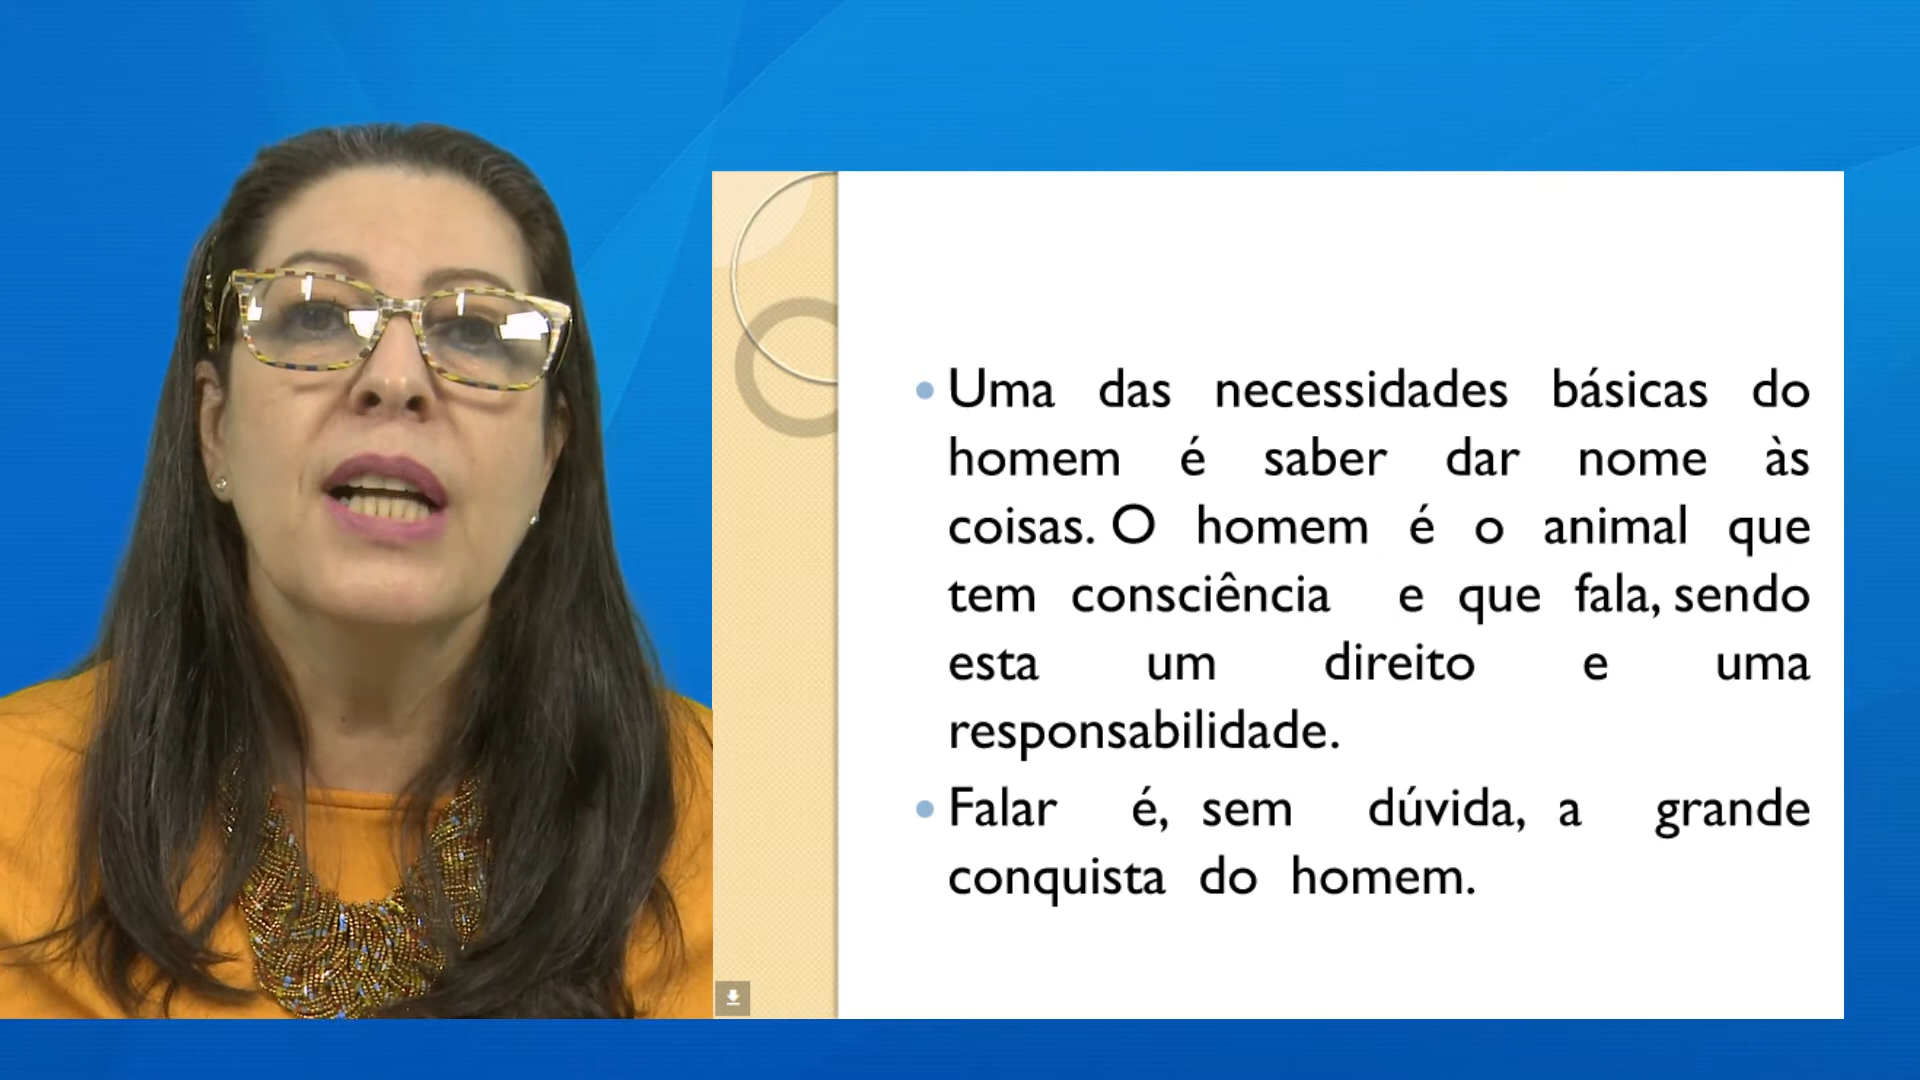 Uma das necessidades básicas do
homem é saber dar nome às
coisas. O homem é o animal que
tem consciência e que fala, sendo
esta um direito e uma
responsabilidade.
Falar é, sem dúvida, a grande
conquista do homem.